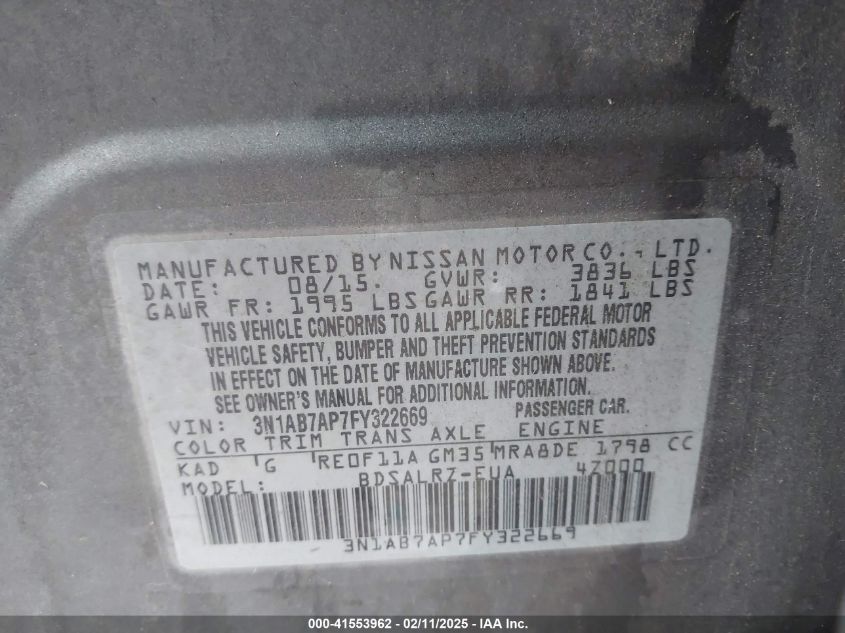 MANUFACTURED BY NISSAN MOTOR CO., LTD.
DATE: 08/15. GVWR: 3836 LBS
GAWR FR: 1995 LBS GAWR RR: 1841 LBS
THIS VEHICLE CONFORMS TO ALL APPLICABLE FEDERAL MOTOR
VEHICLE SAFETY, BUMPER AND THEFT PREVENTION STANDARDS
IN EFFECT ON THE DATE OF MANUFACTURE SHOWN ABOVE.
SEE OWNER'S MANUAL FOR ADDITIONAL INFORMATION.
VIN: 3N1AB7AP7FY322669 PASSENGER CAR.
COLOR TRIM TRANS AXLE ENGINE
KAD G RE0F11A GM35 MRA8DE 1798 CC
MODEL: BDSALRZ-EUA 4Z000
3N1AB7AP7FY322669
000-41553962 - 02/11/2025 - IAA Inc.